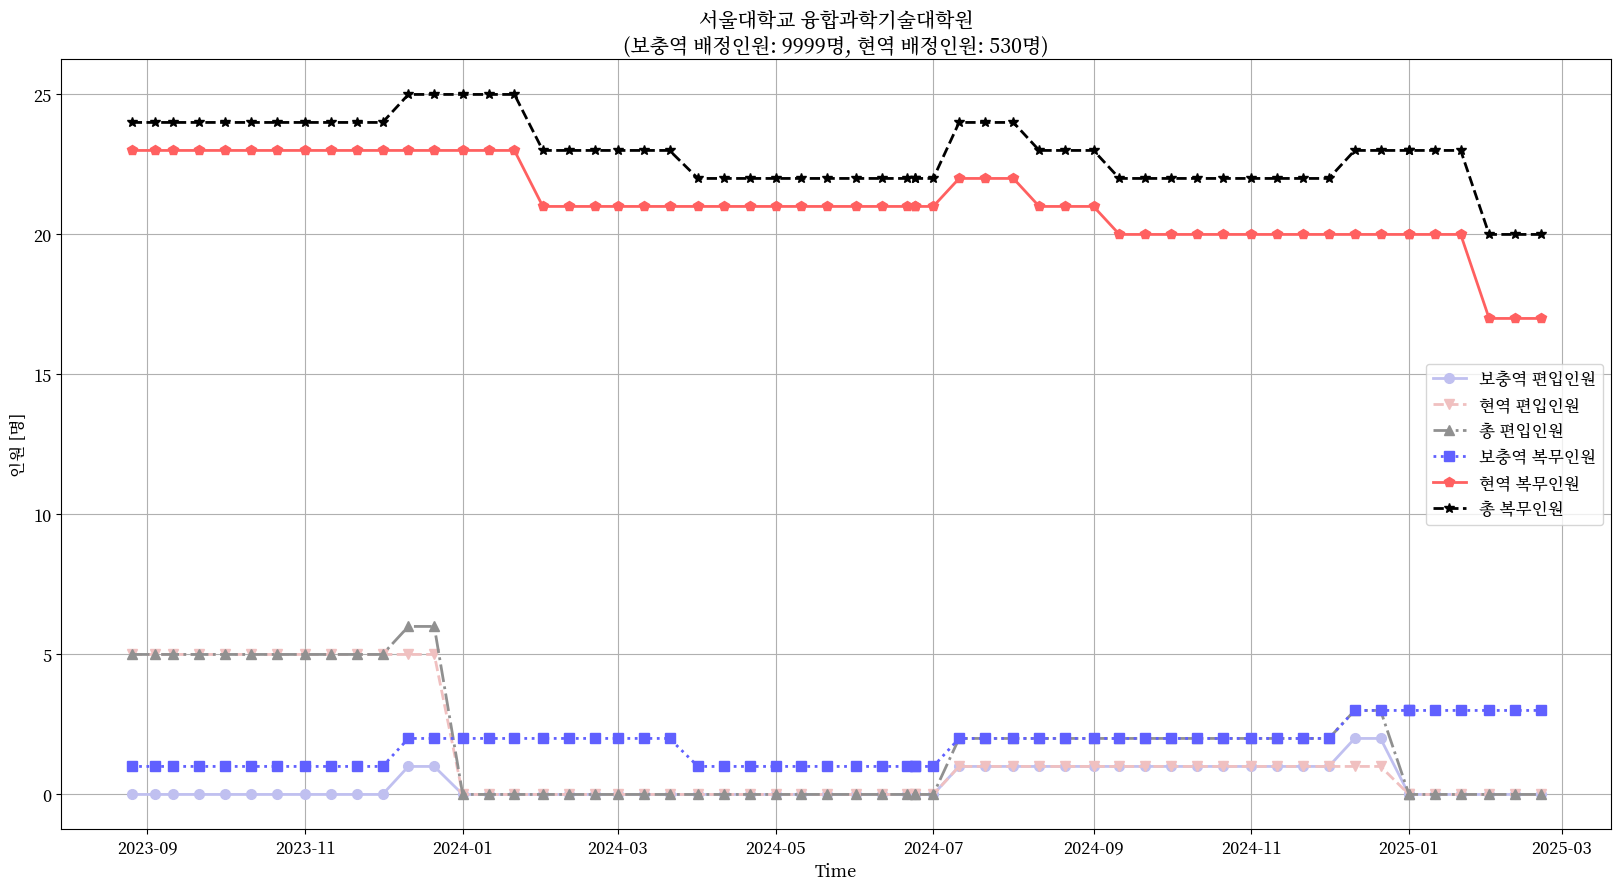 서울대학교 융합과학기술대학원
(보충역 배정인원: 9999명, 현역 배정인원: 530명)
인원 [명]
25
20
15
10
5
0
보충역 편입인원
현역 편입인원
총 편입인원
보충역 복무인원
현역 복무인원
총 복무인원
2023-09 2023-11 2024-01 2024-03 2024-05 2024-07 2024-09 2024-11 2025-01 2025-03
Time